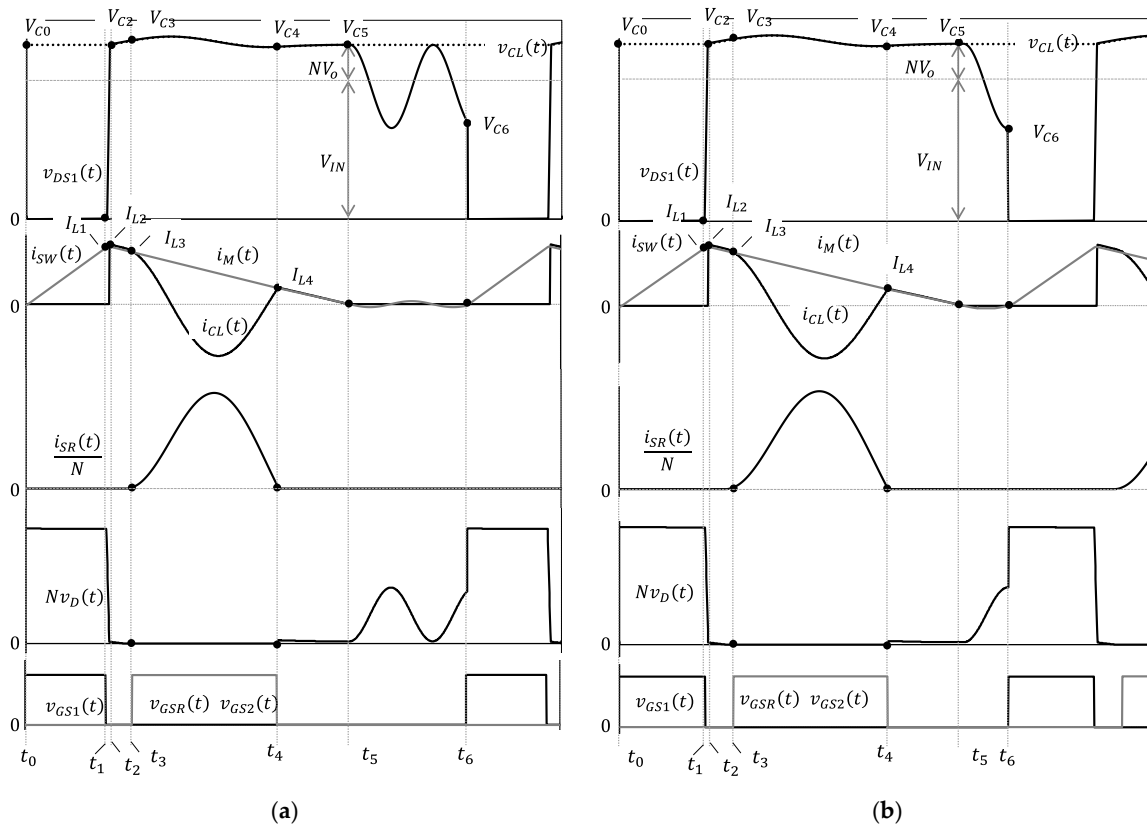 V_C0 V_C2 V_C3 V_C4 V_C5 v_CL(t)
NV_o
V_C6
V_IN
v_DS1(t)
0
I_L1 I_L2
i_SW(t) I_L3 i_M(t)
I_L4
0
i_CL(t)
i_SR(t)
N
0
Nv_D(t)
0
v_GS1(t) v_GSR(t) v_GS2(t)
0
t_0 t_1 t_2 t_3 t_4 t_5 t_6
(a)
V_C0 V_C2 V_C3 V_C4 V_C5 v_CL(t)
NV_o
V_C6
V_IN
v_DS1(t)
0
I_L1 I_L2
i_SW(t) I_L3 i_M(t)
I_L4
0
i_CL(t)
i_SR(t)
N
0
Nv_D(t)
0
v_GS1(t) v_GSR(t) v_GS2(t)
0
t_0 t_1 t_2 t_3 t_4 t_5 t_6
(b)